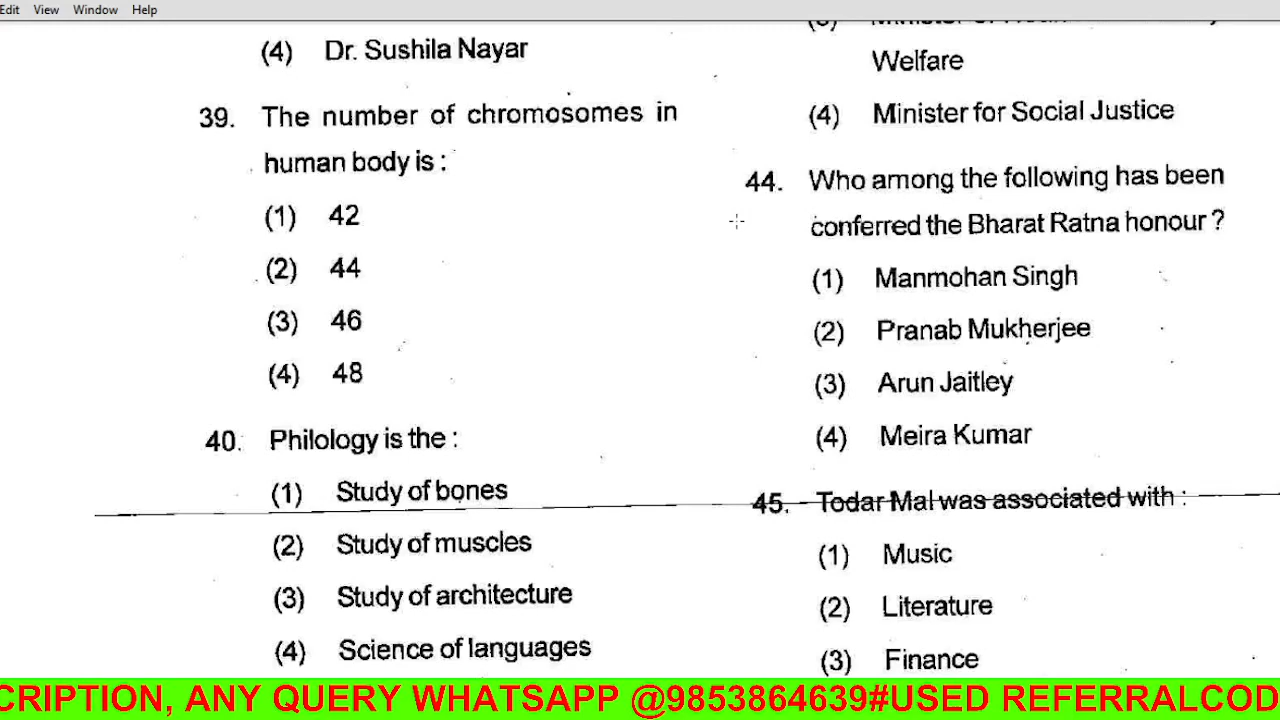 Edit View Window Help
(4) Dr. Sushila Nayar
39. The number of chromosomes in
human body is :
(1) 42
(2) 44
(3) 46
(4) 48
40. Philology is the :
(1) Study of bones
(2) Study of muscles
(3) Study of architecture
(4) Science of languages
Welfare
(4) Minister for Social Justice
44. Who among the following has been
conferred the Bharat Ratna honour ?
(1) Manmohan Singh
(2) Pranab Mukherjee
(3) Arun Jaitley
(4) Meira Kumar
45. Todar Mal was associated with :
(1) Music
(2) Literature
(3) Finance
CRIPTION, ANY QUERY WHATSAPP @9853864639#USED REFERRALCOD